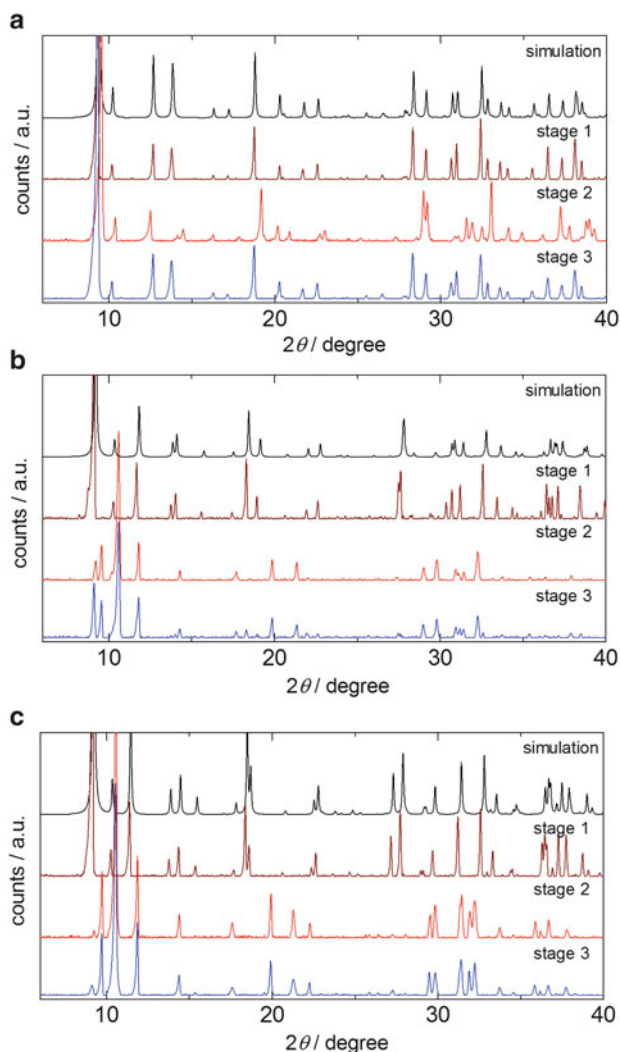 a
simulation
stage 1
stage 2
stage 3
counts / a.u.
10 20 30 40
2θ / degree
b
simulation
stage 1
stage 2
stage 3
counts / a.u.
10 20 30 40
2θ / degree
c
simulation
stage 1
stage 2
stage 3
counts / a.u.
10 20 30 40
2θ / degree